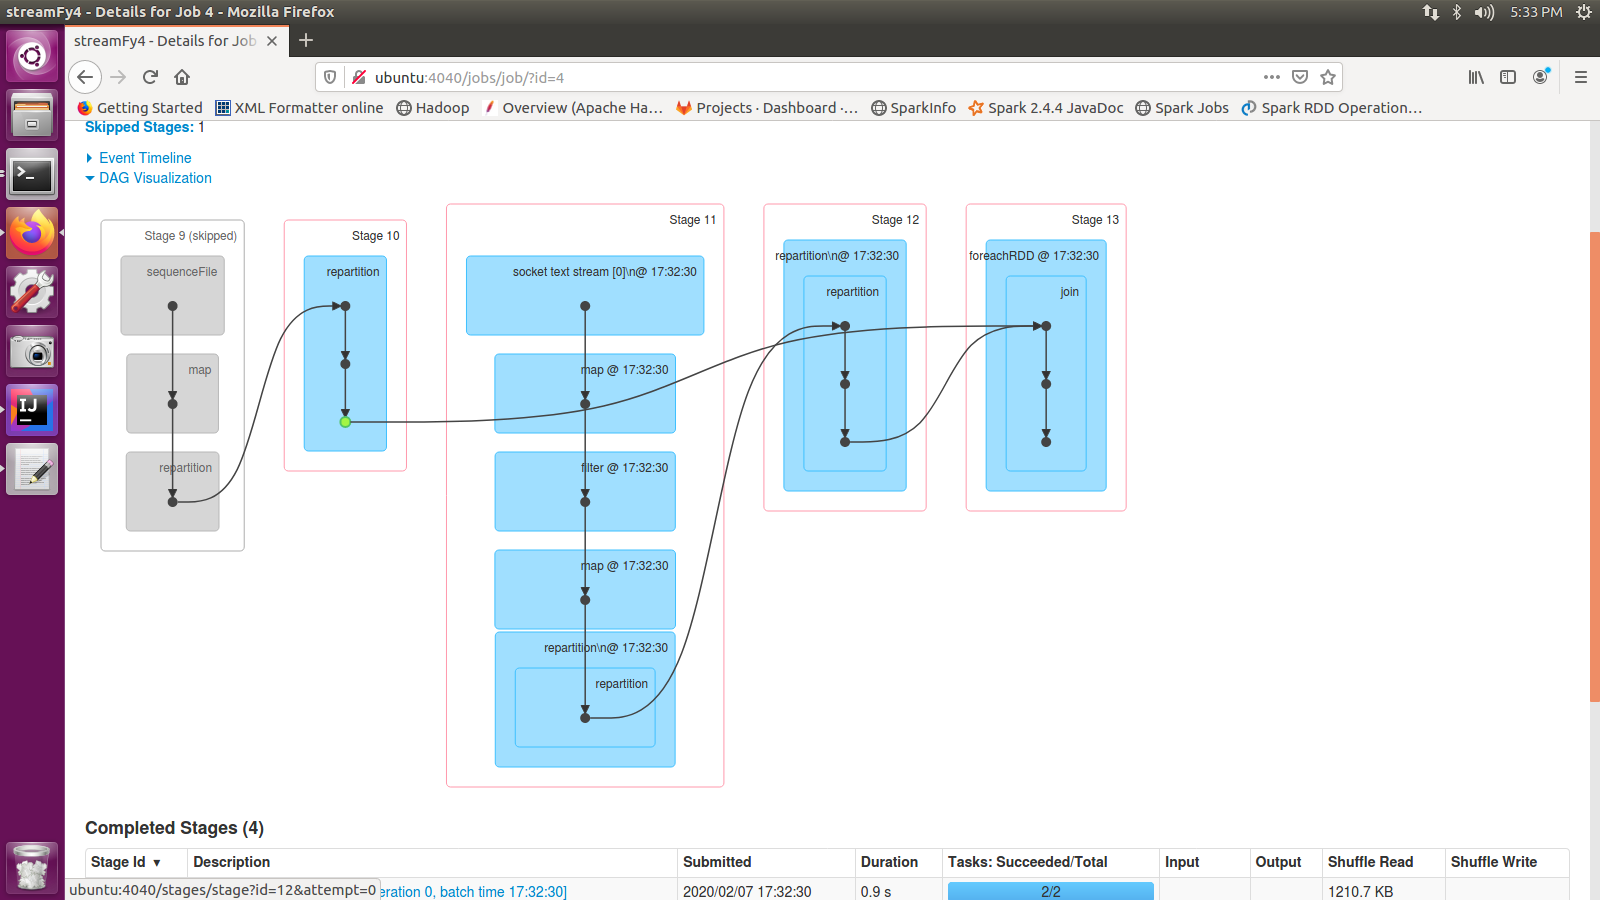 streamFy4 - Details for Job 4 - Mozilla Firefox
5:33 PM
streamFy4 - Details for Job
ubuntu:4040/jobs/job/?id=4
Getting Started
XML Formatter online
Hadoop
Overview (Apache Ha...
Projects · Dashboard ·...
SparkInfo
Spark 2.4.4 JavaDoc
Spark Jobs
Spark RDD Operation...
Skipped Stages: 1
Event Timeline
DAG Visualization
Stage 9 (skipped)
sequenceFile
map
repartition
Stage 10
repartition
Stage 11
socket text stream [0]\n@ 17:32:30
map @ 17:32:30
filter @ 17:32:30
map @ 17:32:30
repartition\n@ 17:32:30
repartition
Stage 12
repartition\n@ 17:32:30
repartition
Stage 13
foreachRDD @ 17:32:30
join
Completed Stages (4)
Stage Id ▾ Description Submitted Duration Tasks: Succeeded/Total Input Output Shuffle Read Shuffle Write
eration 0, batch time 17:32:30] 2020/02/07 17:32:30 0.9 s 2/2 1210.7 KB
ubuntu:4040/stages/stage?id=12&attempt=0